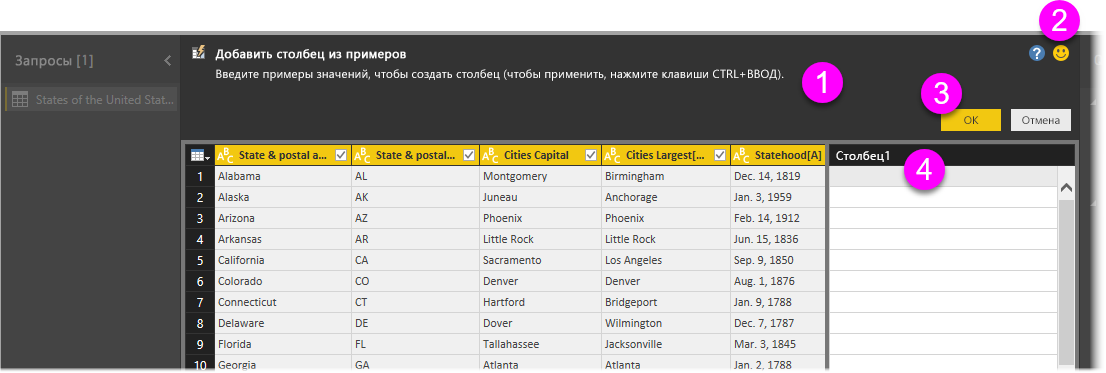 2
Запросы [1]
Добавить столбец из примеров
Введите примеры значений, чтобы создать столбец (чтобы применить, нажмите клавиши CTRL+ВВОД).
1
?
States of the United Stat...
3
ОК
Отмена
ABC State & postal a... ABC State & postal... ABC Cities Capital ABC Cities Largest[... ABC Statehood[A] Столбец1
4
1 Alabama AL Montgomery Birmingham Dec. 14, 1819
2 Alaska AK Juneau Anchorage Jan. 3, 1959
3 Arizona AZ Phoenix Phoenix Feb. 14, 1912
4 Arkansas AR Little Rock Little Rock Jun. 15, 1836
5 California CA Sacramento Los Angeles Sep. 9, 1850
6 Colorado CO Denver Denver Aug. 1, 1876
7 Connecticut CT Hartford Bridgeport Jan. 9, 1788
8 Delaware DE Dover Wilmington Dec. 7, 1787
9 Florida FL Tallahassee Jacksonville Mar. 3, 1845
10 Georgia GA Atlanta Atlanta Jan. 2, 1788